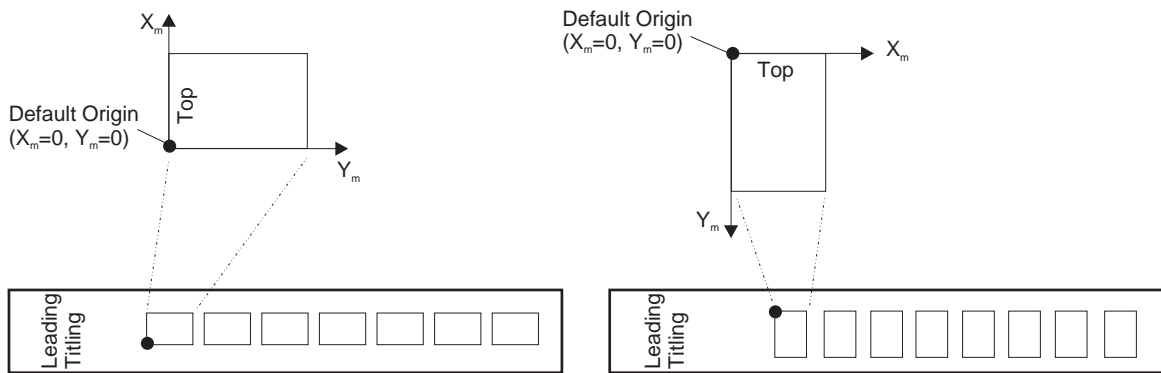 Xₘ
Top
Default Origin
(Xₘ=0, Yₘ=0)
Yₘ
Leading
Titling
Default Origin
(Xₘ=0, Yₘ=0)
Xₘ
Top
Yₘ
Leading
Titling